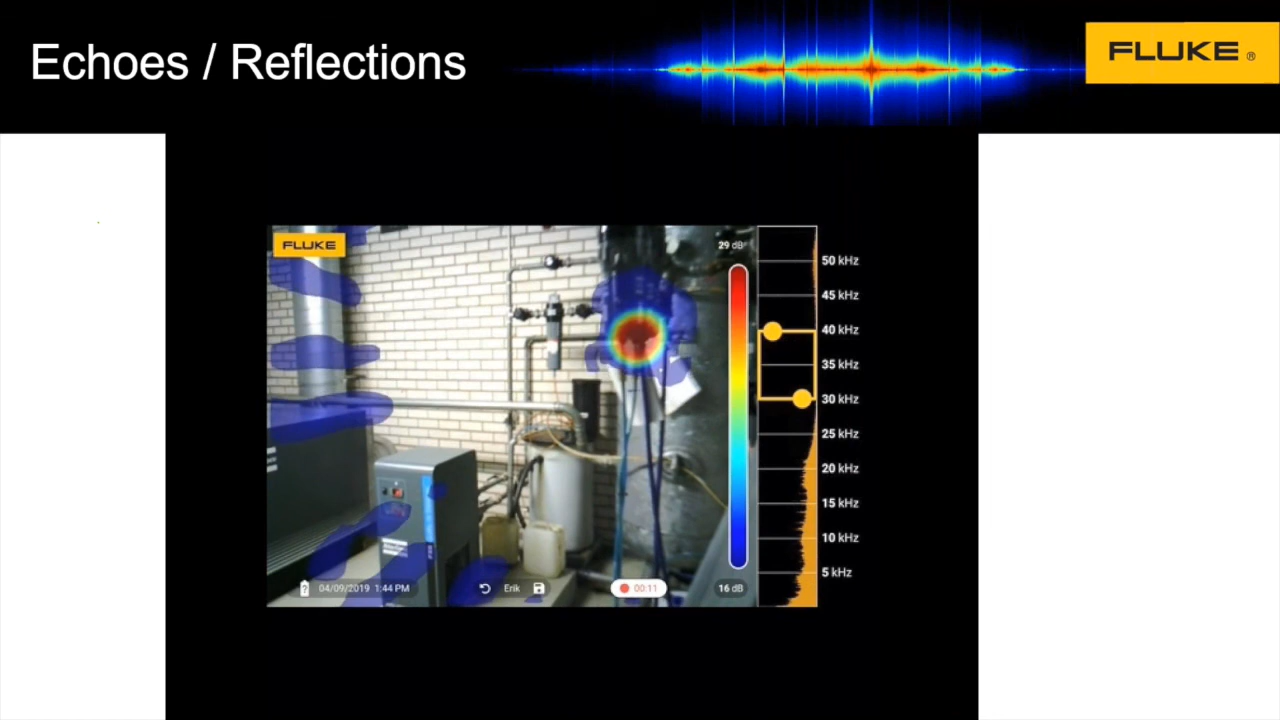 Echoes / Reflections
FLUKE ®
FLUKE
29 dB
50 kHz
45 kHz
40 kHz
35 kHz
30 kHz
25 kHz
20 kHz
15 kHz
10 kHz
5 kHz
? 04/09/2019 1:44 PM
Erik
00:11
16 dB